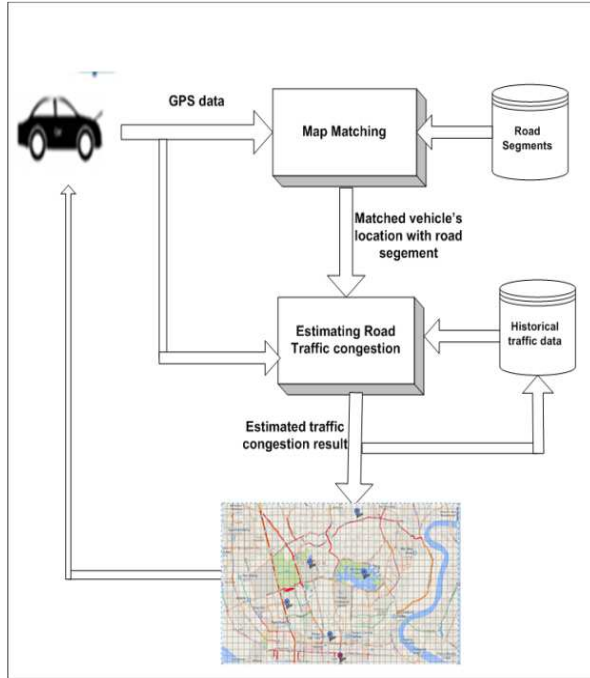 GPS data
Map Matching
Road
Segments
Matched vehicle's
location with road
segement
Estimating Road
Traffic congestion
Historical
traffic data
Estimated traffic
congestion result